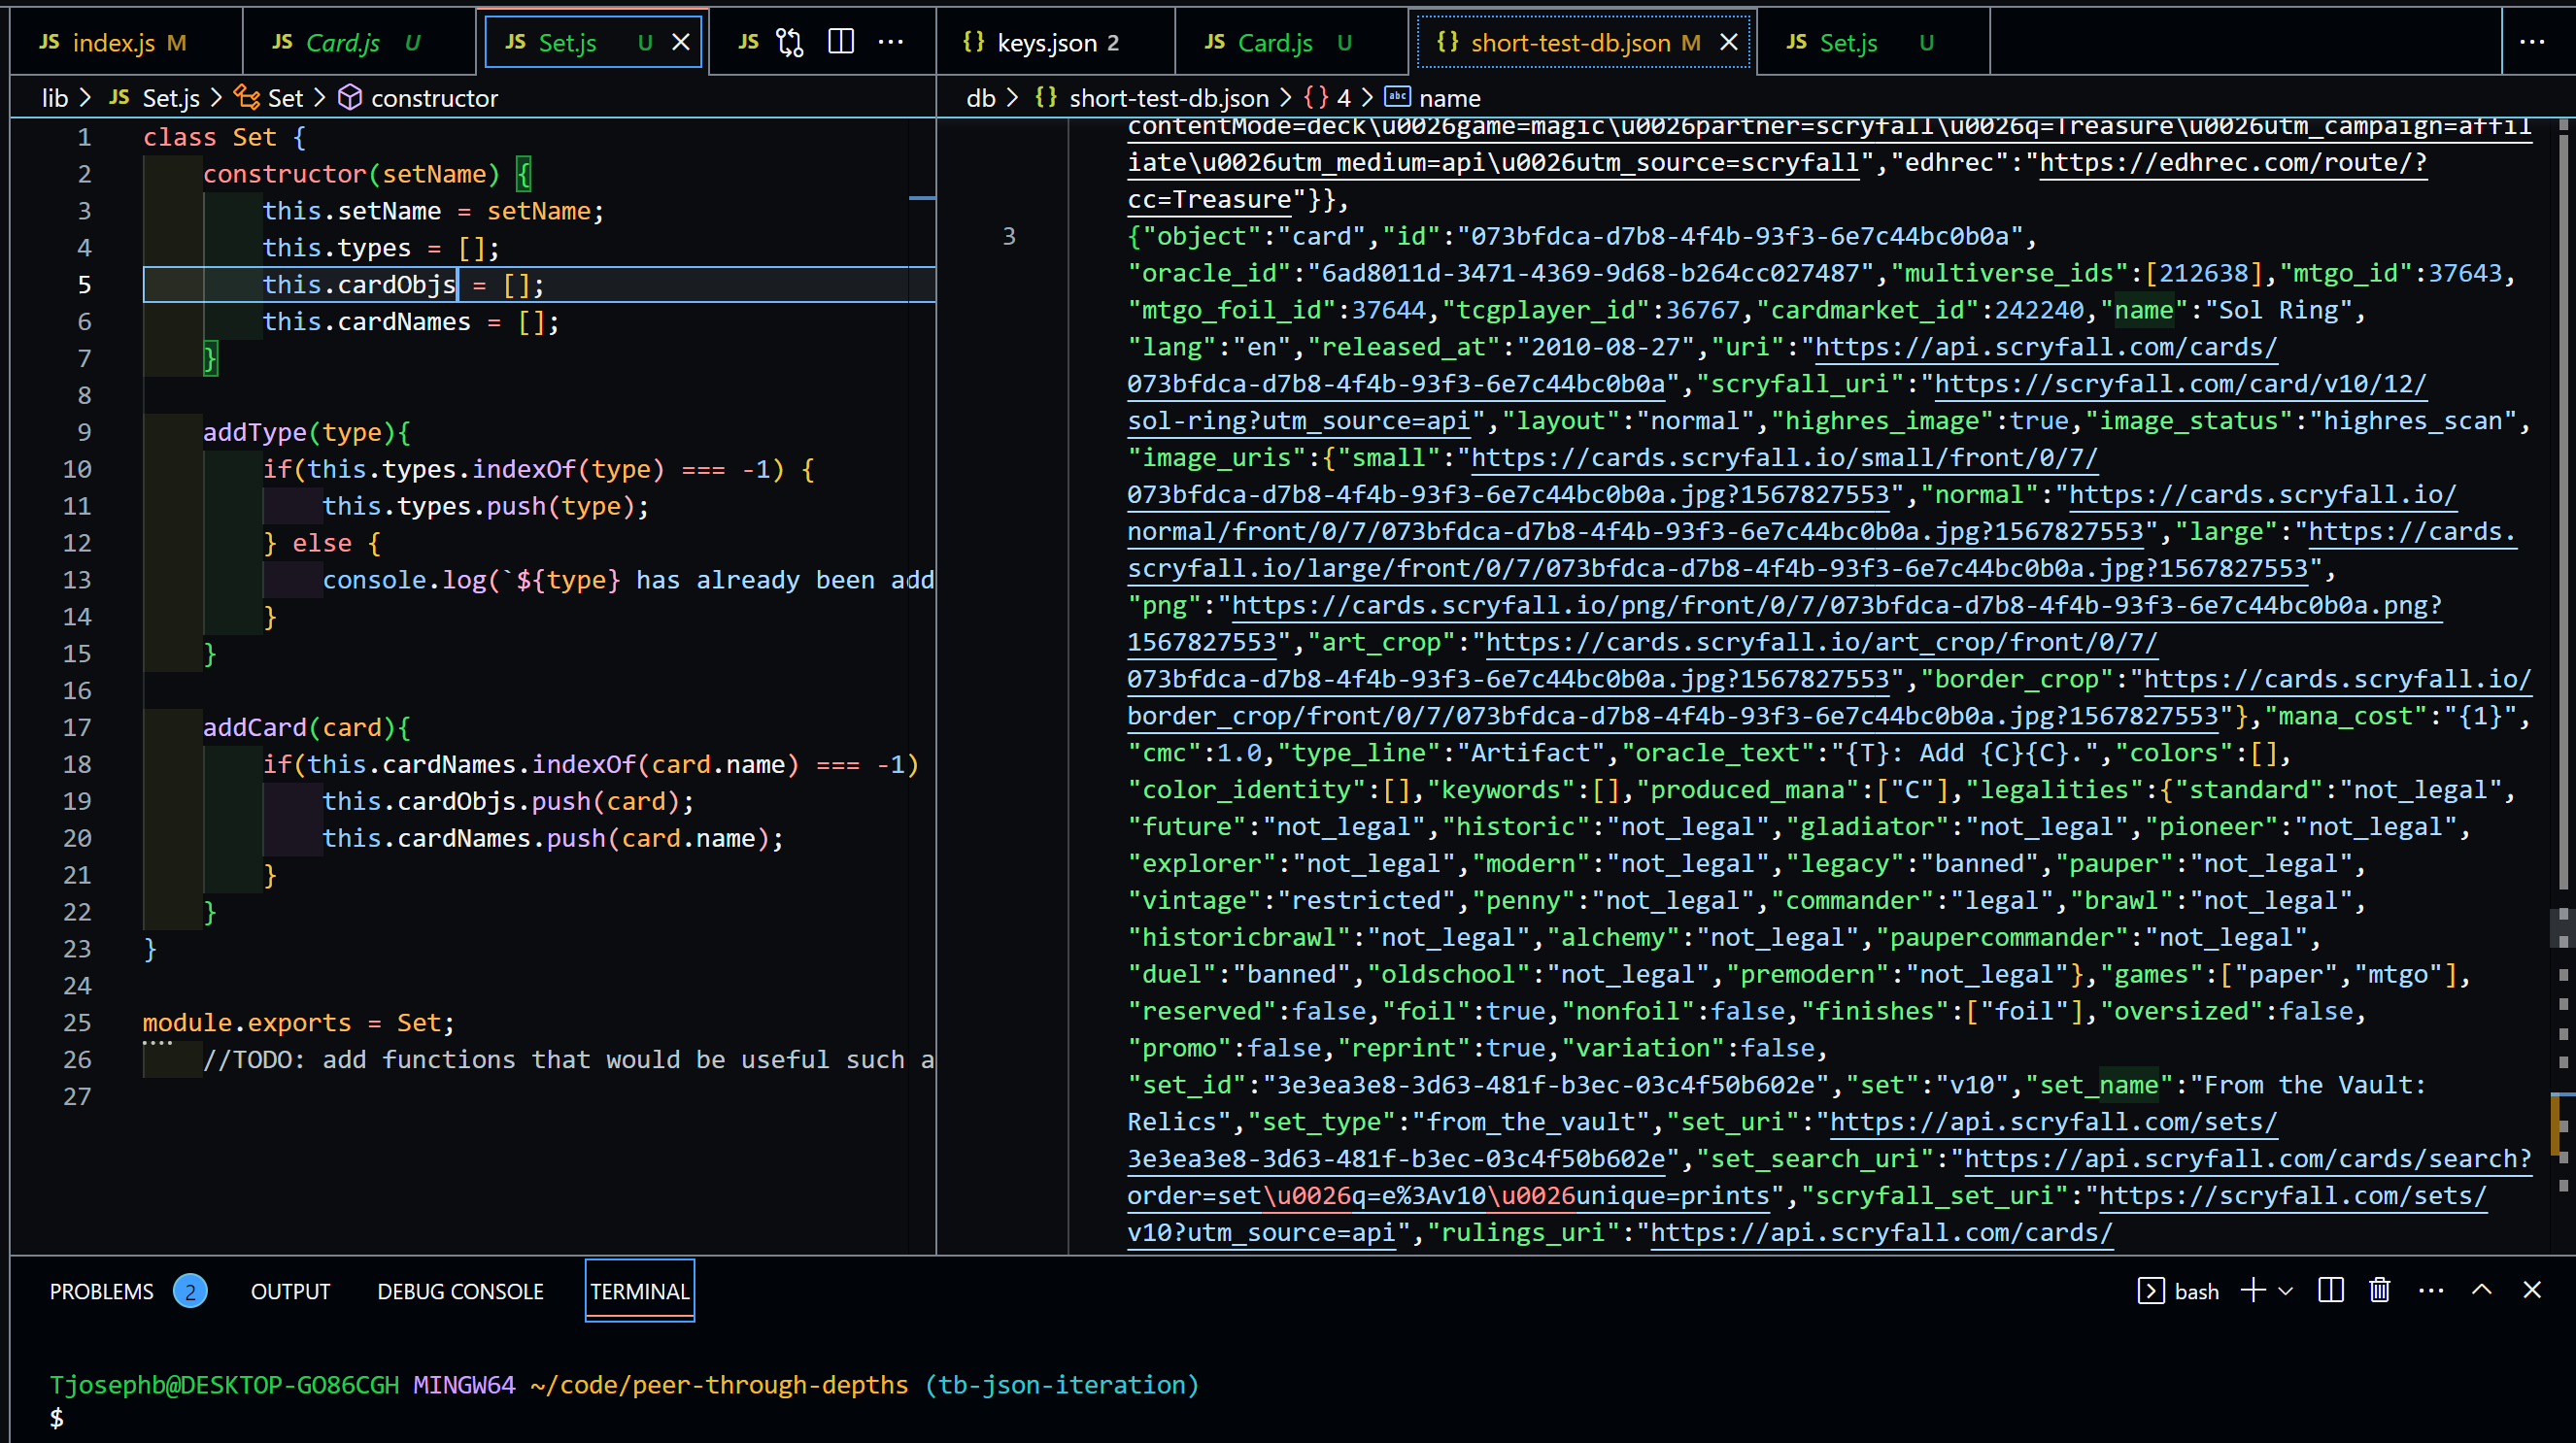 JS index.js M JS Card.js U JS Set.js U JS
{} keys.json 2 JS Card.js U {} short-test-db.json M JS Set.js U
lib > JS Set.js > Set > constructor
db > {} short-test-db.json > {} 4 > abc name
1 class Set {
2 constructor(setName) {
3 this.setName = setName;
4 this.types = [];
5 this.cardObjs = [];
6 this.cardNames = [];
7 }
8
9 addType(type){
10 if(this.types.indexOf(type) === -1) {
11 this.types.push(type);
12 } else {
13 console.log(`${type} has already been add
14 }
15 }
16
17 addCard(card){
18 if(this.cardNames.indexOf(card.name) === -1)
19 this.cardObjs.push(card);
20 this.cardNames.push(card.name);
21 }
22 }
23 }
24
25 module.exports = Set;
26 //TODO: add functions that would be useful such a
27
contentMode=deck\u0026game=magic\u0026partner=scryfall\u0026q=Treasure\u0026utm_campaign=affil
iate\u0026utm_medium=api\u0026utm_source=scryfall","edhrec":"https://edhrec.com/route/?
cc=Treasure"}},
3 {"object":"card","id":"073bfdca-d7b8-4f4b-93f3-6e7c44bc0b0a",
"oracle_id":"6ad8011d-3471-4369-9d68-b264cc027487","multiverse_ids":[212638],"mtgo_id":37643,
"mtgo_foil_id":37644,"tcgplayer_id":36767,"cardmarket_id":242240,"name":"Sol Ring",
"lang":"en","released_at":"2010-08-27","uri":"https://api.scryfall.com/cards/
073bfdca-d7b8-4f4b-93f3-6e7c44bc0b0a","scryfall_uri":"https://scryfall.com/card/v10/12/
sol-ring?utm_source=api","layout":"normal","highres_image":true,"image_status":"highres_scan",
"image_uris":{"small":"https://cards.scryfall.io/small/front/0/7/
073bfdca-d7b8-4f4b-93f3-6e7c44bc0b0a.jpg?1567827553","normal":"https://cards.scryfall.io/
normal/front/0/7/073bfdca-d7b8-4f4b-93f3-6e7c44bc0b0a.jpg?1567827553","large":"https://cards.
scryfall.io/large/front/0/7/073bfdca-d7b8-4f4b-93f3-6e7c44bc0b0a.jpg?1567827553",
"png":"https://cards.scryfall.io/png/front/0/7/073bfdca-d7b8-4f4b-93f3-6e7c44bc0b0a.png?
1567827553","art_crop":"https://cards.scryfall.io/art_crop/front/0/7/
073bfdca-d7b8-4f4b-93f3-6e7c44bc0b0a.jpg?1567827553","border_crop":"https://cards.scryfall.io/
border_crop/front/0/7/073bfdca-d7b8-4f4b-93f3-6e7c44bc0b0a.jpg?1567827553"},"mana_cost":"{1}",
"cmc":1.0,"type_line":"Artifact","oracle_text":"{T}: Add {C}{C}.","colors":[],
"color_identity":[],"keywords":[],"produced_mana":["C"],"legalities":{"standard":"not_legal",
"future":"not_legal","historic":"not_legal","gladiator":"not_legal","pioneer":"not_legal",
"explorer":"not_legal","modern":"not_legal","legacy":"banned","pauper":"not_legal",
"vintage":"restricted","penny":"not_legal","commander":"legal","brawl":"not_legal",
"historicbrawl":"not_legal","alchemy":"not_legal","paupercommander":"not_legal",
"duel":"banned","oldschool":"not_legal","premodern":"not_legal"},"games":["paper","mtgo"],
"reserved":false,"foil":true,"nonfoil":false,"finishes":["foil"],"oversized":false,
"promo":false,"reprint":true,"variation":false,
"set_id":"3e3ea3e8-3d63-481f-b3ec-03c4f50b602e","set":"v10","set_name":"From the Vault:
Relics","set_type":"from_the_vault","set_uri":"https://api.scryfall.com/sets/
3e3ea3e8-3d63-481f-b3ec-03c4f50b602e","set_search_uri":"https://api.scryfall.com/cards/search?
order=set\u0026q=e%3Av10\u0026unique=prints","scryfall_set_uri":"https://scryfall.com/sets/
v10?utm_source=api","rulings_uri":"https://api.scryfall.com/cards/
PROBLEMS 2 OUTPUT DEBUG CONSOLE TERMINAL bash
Tjosephb@DESKTOP-GO86CGH MINGW64 ~/code/peer-through-depths (tb-json-iteration)
$